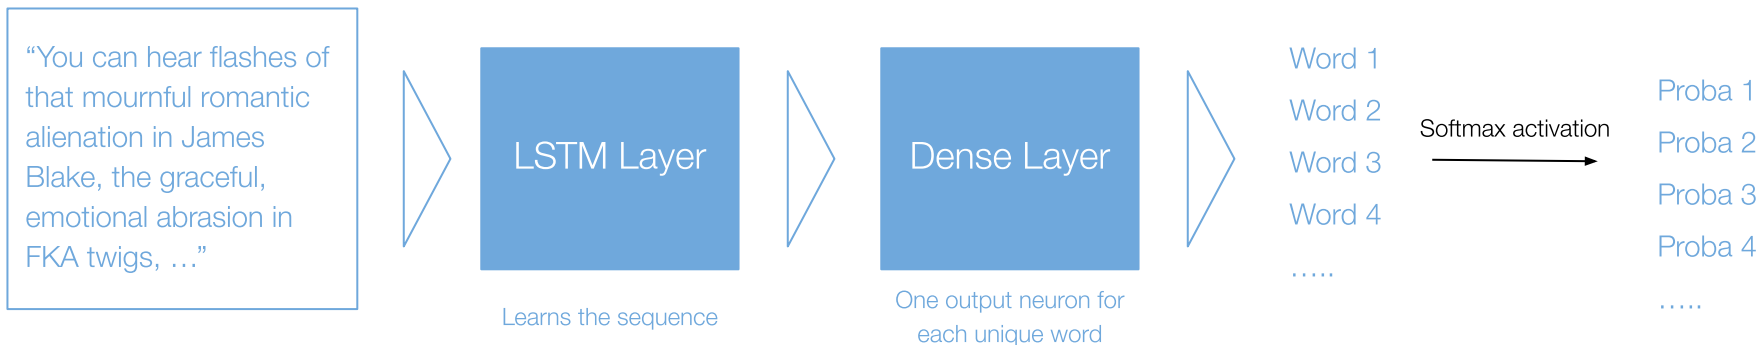 “You can hear flashes of
that mournful romantic
alienation in James
Blake, the graceful,
emotional abrasion in
FKA twigs, …”
LSTM Layer
Learns the sequence
Dense Layer
One output neuron for
each unique word
Word 1
Word 2
Word 3
Word 4
…..
Softmax activation
Proba 1
Proba 2
Proba 3
Proba 4
…..